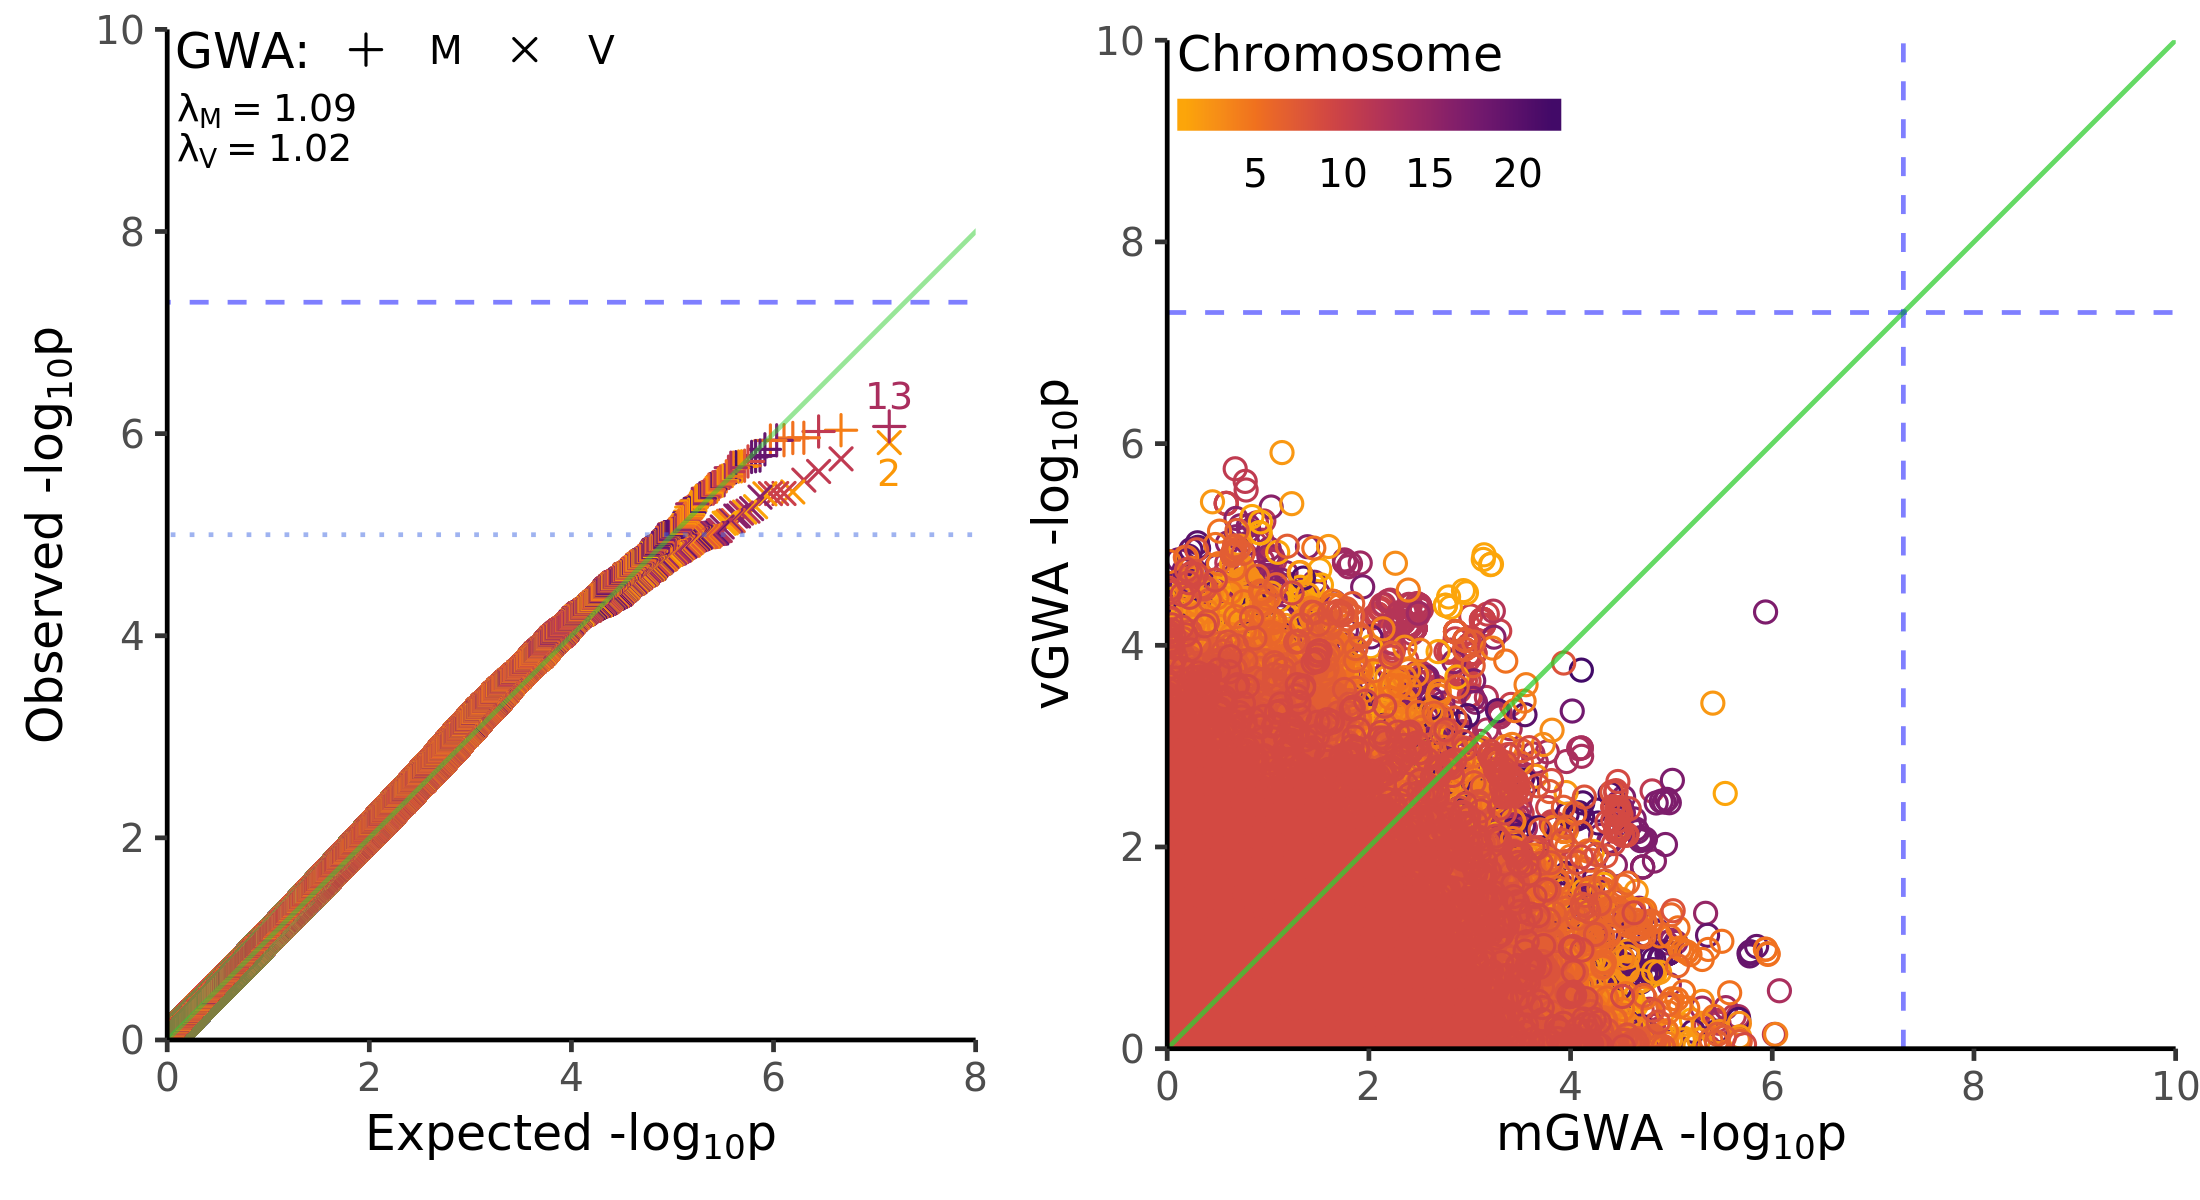 GWA: + M × V
λM = 1.09
λV = 1.02
10
8
6
4
2
0
Observed -log10p
13
2
0 2 4 6 8
Expected -log10p
Chromosome
5 10 15 20
10
8
6
4
2
0
vGWA -log10p
0 2 4 6 8 10
mGWA -log10p